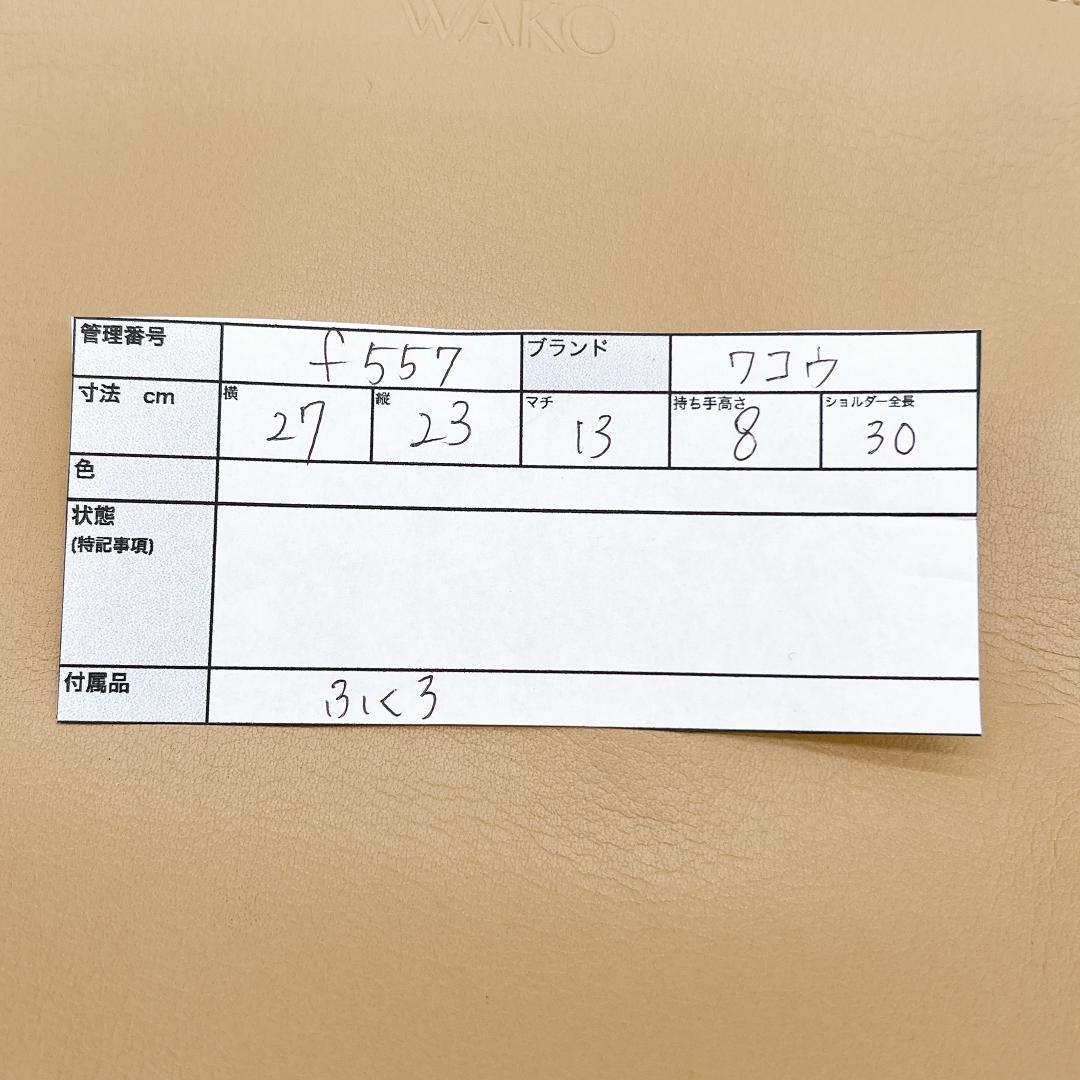 WAKO
管理番号 f557 ブランド ワコウ
寸法 cm 横 27 縦 23 マチ 13 持ち手高さ 8 ショルダー全長 30
色
状態
(特記事項)
付属品 ふくろ